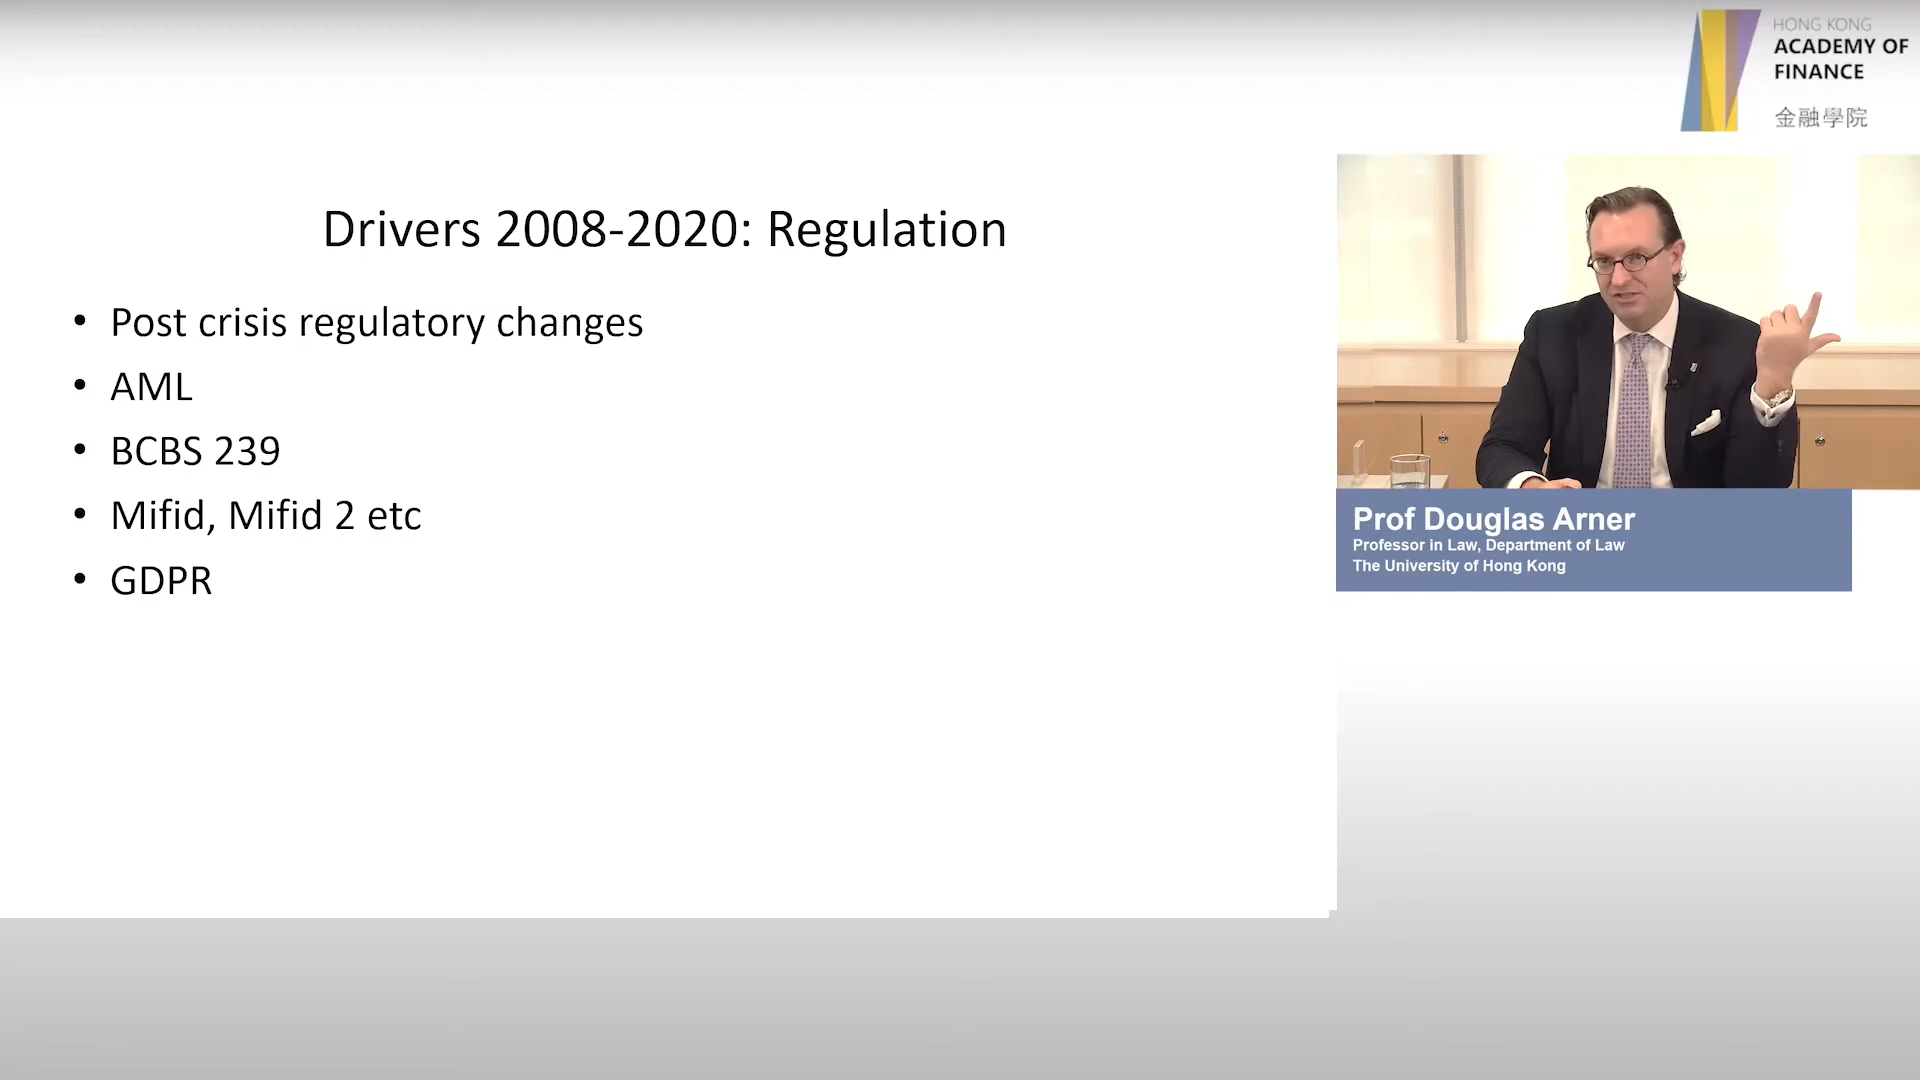 HONG KONG
ACADEMY OF
FINANCE
金融學院
Drivers 2008-2020: Regulation
• Post crisis regulatory changes
• AML
• BCBS 239
• Mifid, Mifid 2 etc
• GDPR
Prof Douglas Arner
Professor in Law, Department of Law
The University of Hong Kong